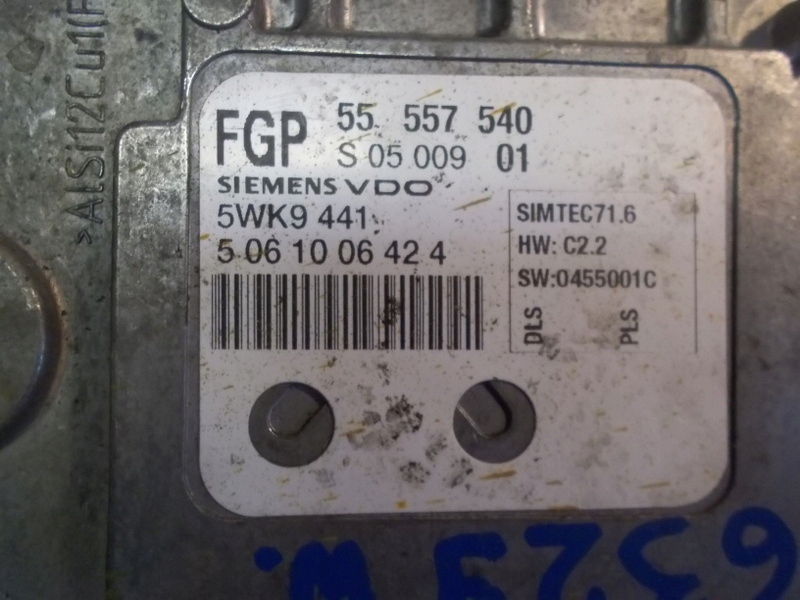 >AlSi12Cu1(F
FGP 55 557 540
S 05 009 01
SIEMENS VDO
5WK9 441
5 06 10 06 42 4
SIMTEC71.6
HW: C2.2
SW:0455001C
DLS PLS